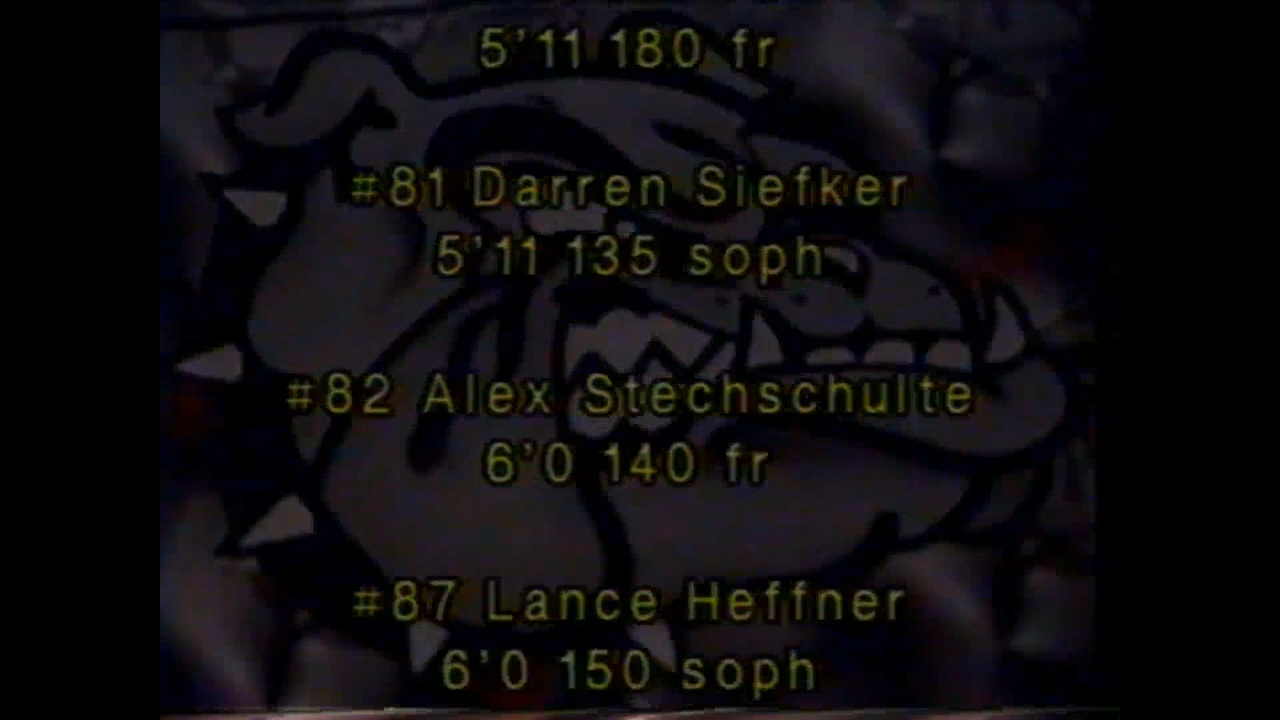 5'11 180 fr
#81 Darren Siefker
5'11 135 soph
#82 Alex Stechschulte
6'0 140 fr
#87 Lance Heffner
6'0 150 soph